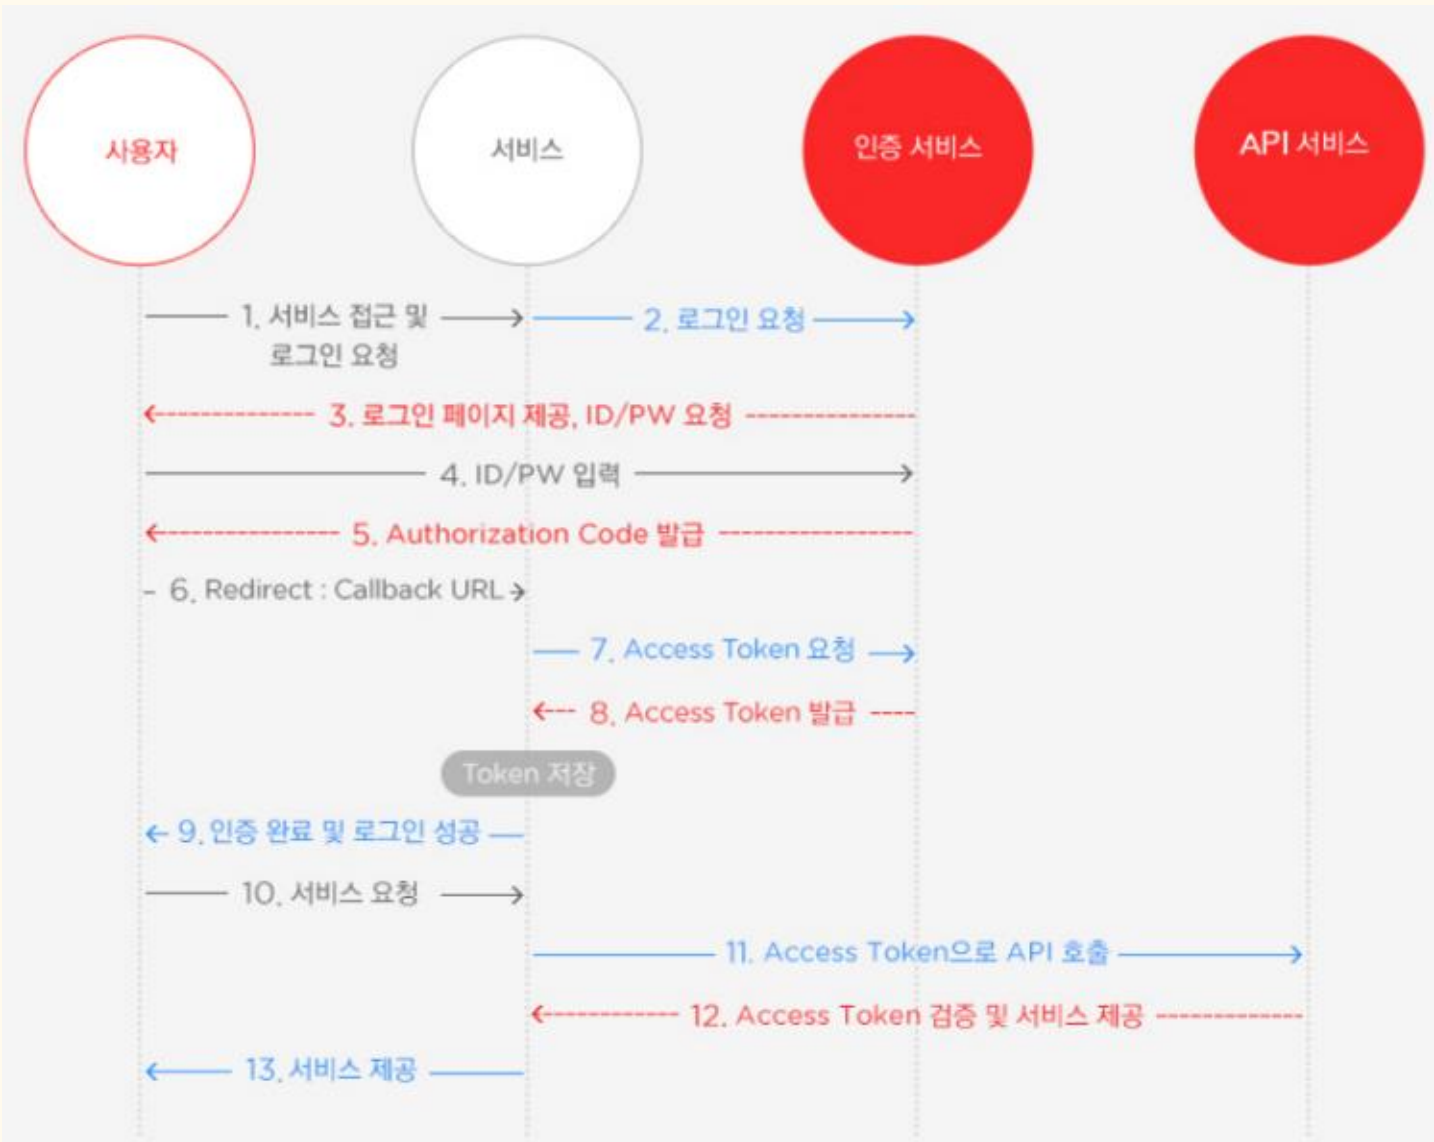 사용자
서비스
인증 서비스
API 서비스
1. 서비스 접근 및
로그인 요청
2. 로그인 요청
3. 로그인 페이지 제공, ID/PW 요청
4. ID/PW 입력
5. Authorization Code 발급
6. Redirect : Callback URL
7. Access Token 요청
8. Access Token 발급
Token 저장
9. 인증 완료 및 로그인 성공
10. 서비스 요청
11. Access Token으로 API 호출
12. Access Token 검증 및 서비스 제공
13. 서비스 제공